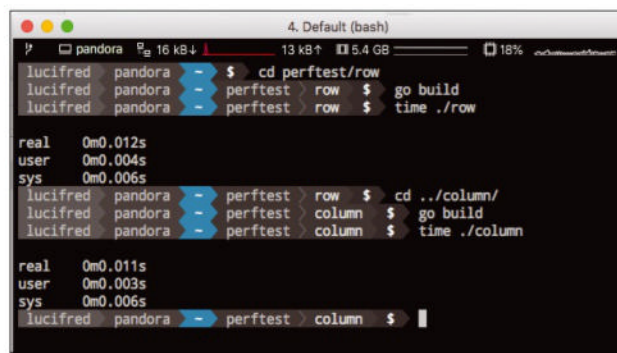 4. Default (bash)
pandora 16 kB↓ 13 kB↑ 5.4 GB 18%
lucifred pandora ~ $ cd perftest/row
lucifred pandora ~ perftest row $ go build
lucifred pandora ~ perftest row $ time ./row
real 0m0.012s
user 0m0.004s
sys 0m0.006s
lucifred pandora ~ perftest row $ cd ../column/
lucifred pandora ~ perftest column $ go build
lucifred pandora ~ perftest column $ time ./column
real 0m0.011s
user 0m0.003s
sys 0m0.006s
lucifred pandora ~ perftest column $